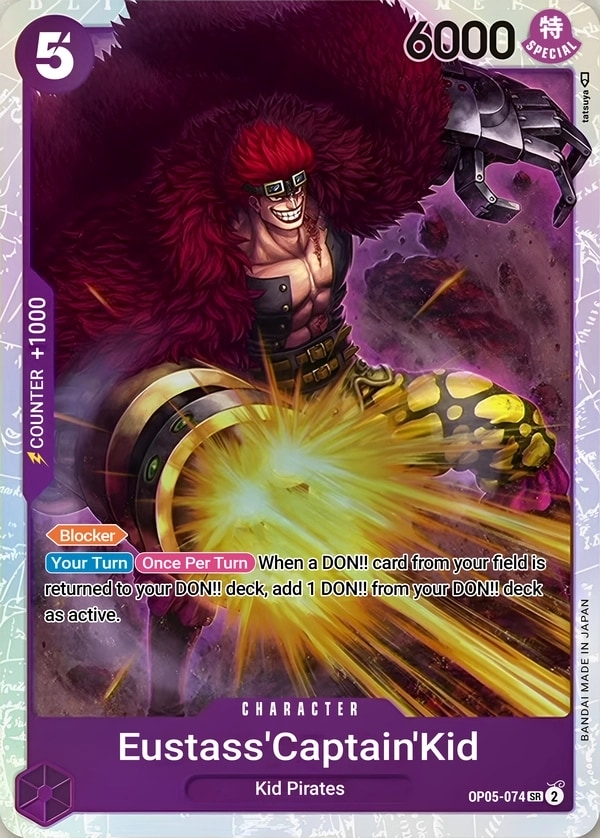 5
6000
特
SPECIAL
tatsuya
COUNTER +1000
Blocker
Your Turn Once Per Turn When a DON!! card from your field is
returned to your DON!! deck, add 1 DON!! from your DON!! deck
as active.
BANDAI MADE IN JAPAN
CHARACTER
Eustass'Captain'Kid
Kid Pirates
OP05-074 SR 2